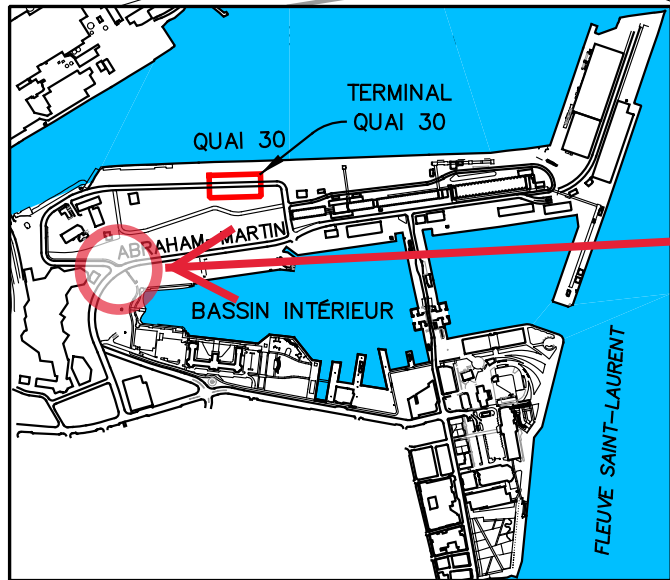 TERMINAL
QUAI 30
QUAI 30
ABRAHAM-MARTIN
BASSIN INTÉRIEUR
FLEUVE SAINT-LAURENT